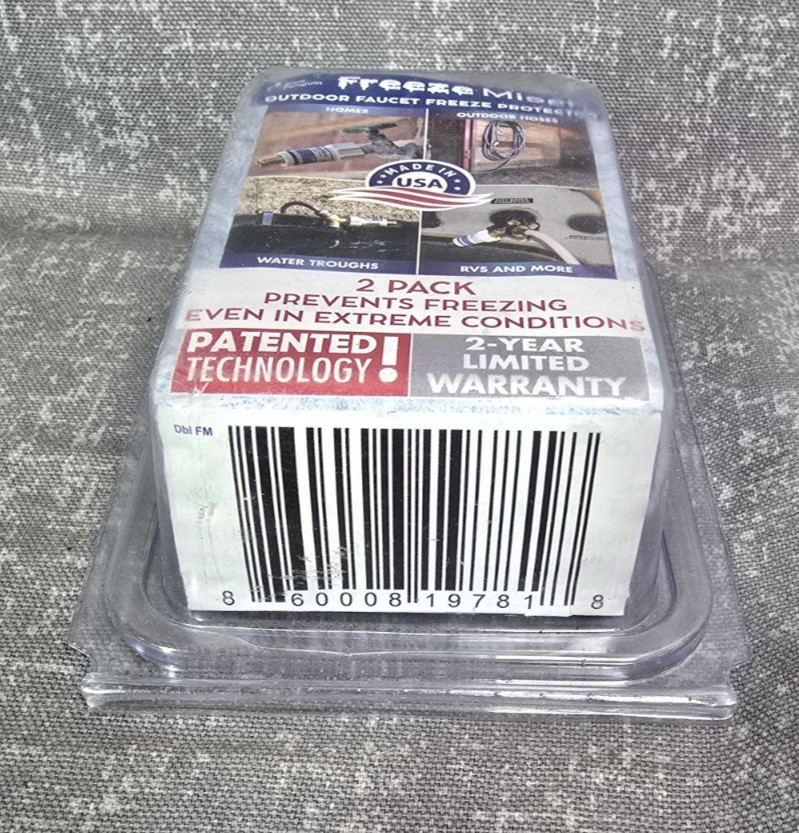 Freeze Miser
OUTDOOR FAUCET FREEZE PROTECTOR
HOMES
OUTDOOR HOSES
MADE IN
USA
WATER TROUGHS
RVS AND MORE
2 PACK
PREVENTS FREEZING
EVEN IN EXTREME CONDITIONS
PATENTED
TECHNOLOGY!
2-YEAR
LIMITED
WARRANTY
Dbl FM
8 60008 19781 8